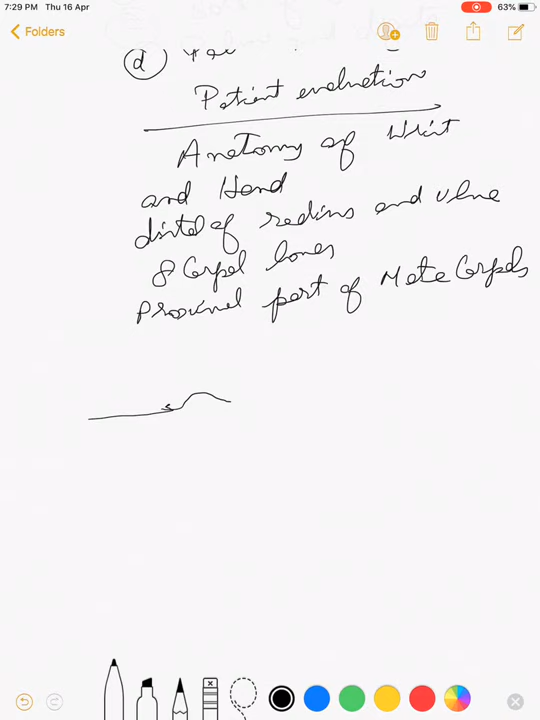 7:29 PM Thu 16 Apr
63%
Folders
d
Patient evaluation
Anatomy of Wrist
and Hand
distal of radius and ulna
8 Carpal bones
Proximal part of Meta Carpals